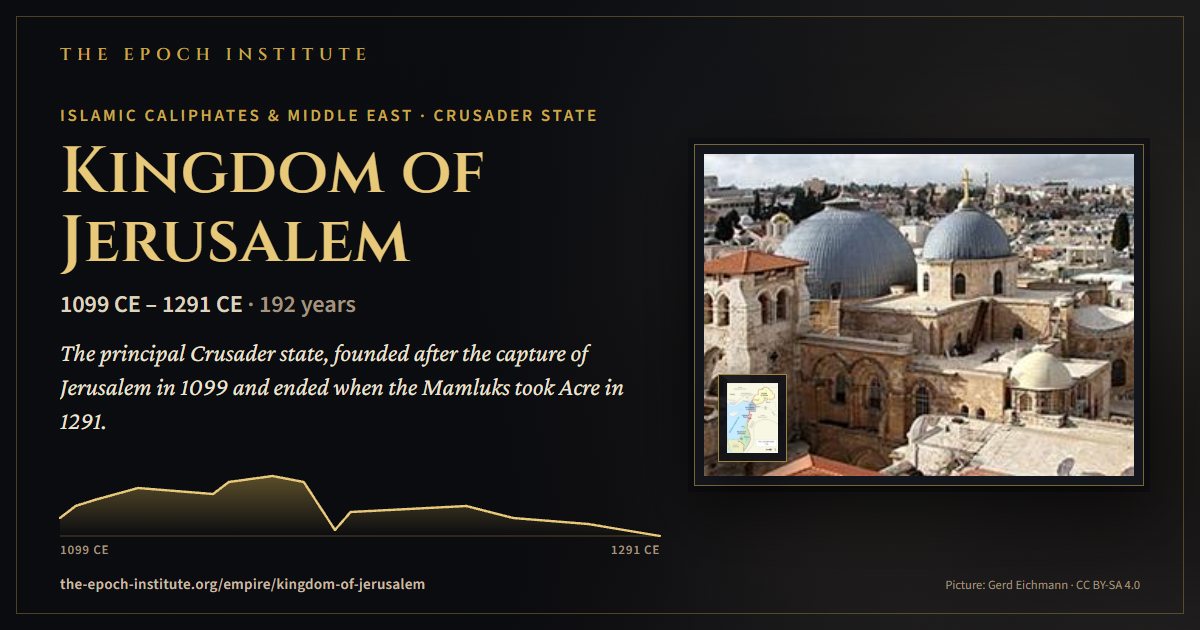 THE EPOCH INSTITUTE
ISLAMIC CALIPHATES & MIDDLE EAST · CRUSADER STATE
KINGDOM OF
JERUSALEM
1099 CE – 1291 CE · 192 years
The principal Crusader state, founded after the capture of
Jerusalem in 1099 and ended when the Mamluks took Acre in
1291.
1099 CE
1291 CE
the-epoch-institute.org/empire/kingdom-of-jerusalem
Picture: Gerd Eichmann · CC BY-SA 4.0